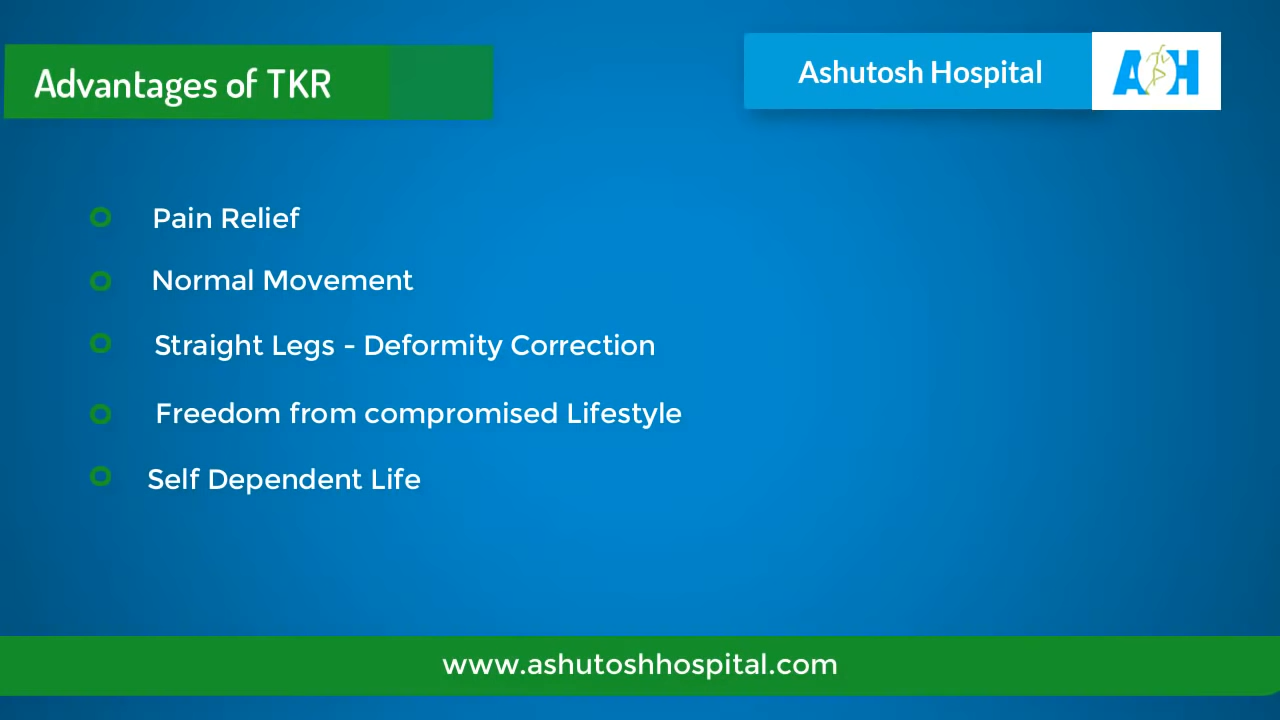 Advantages of TKR
Ashutosh Hospital
AH
Pain Relief
Normal Movement
Straight Legs - Deformity Correction
Freedom from compromised Lifestyle
Self Dependent Life
www.ashutoshhospital.com